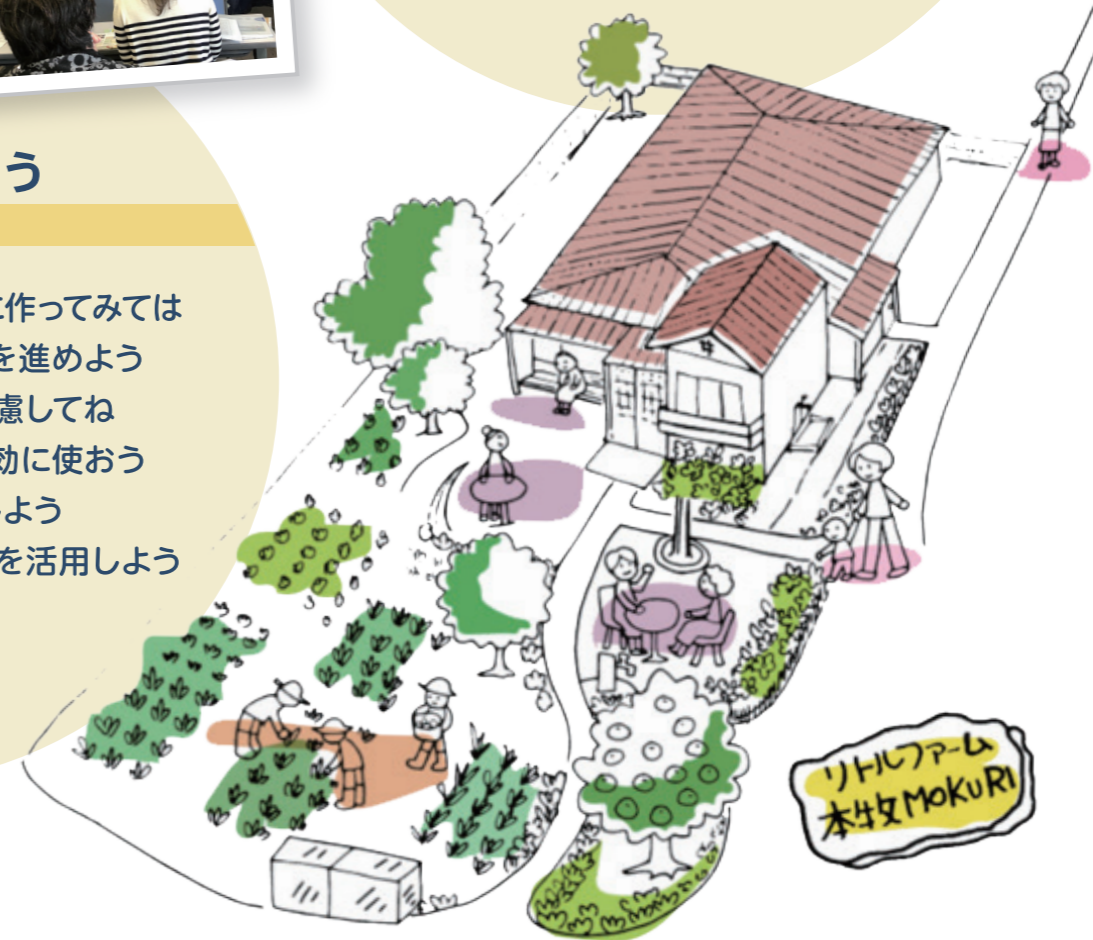 う
作ってみては
を進めよう
慮してね
効に使おう
よう
を活用しよう
リトルファーム
本牧MOKURI